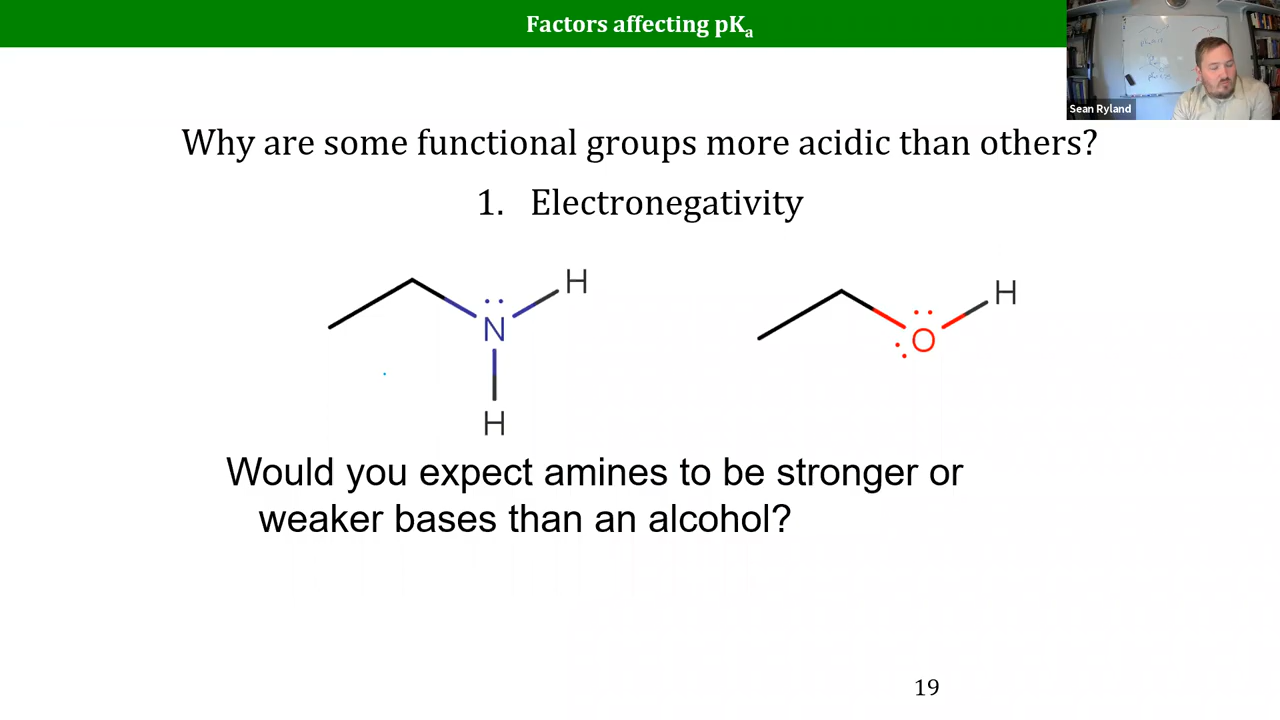 Factors affecting pKa
Sean Ryland
Why are some functional groups more acidic than others?
1. Electronegativity
H
N
H
H
O
Would you expect amines to be stronger or
weaker bases than an alcohol?
19